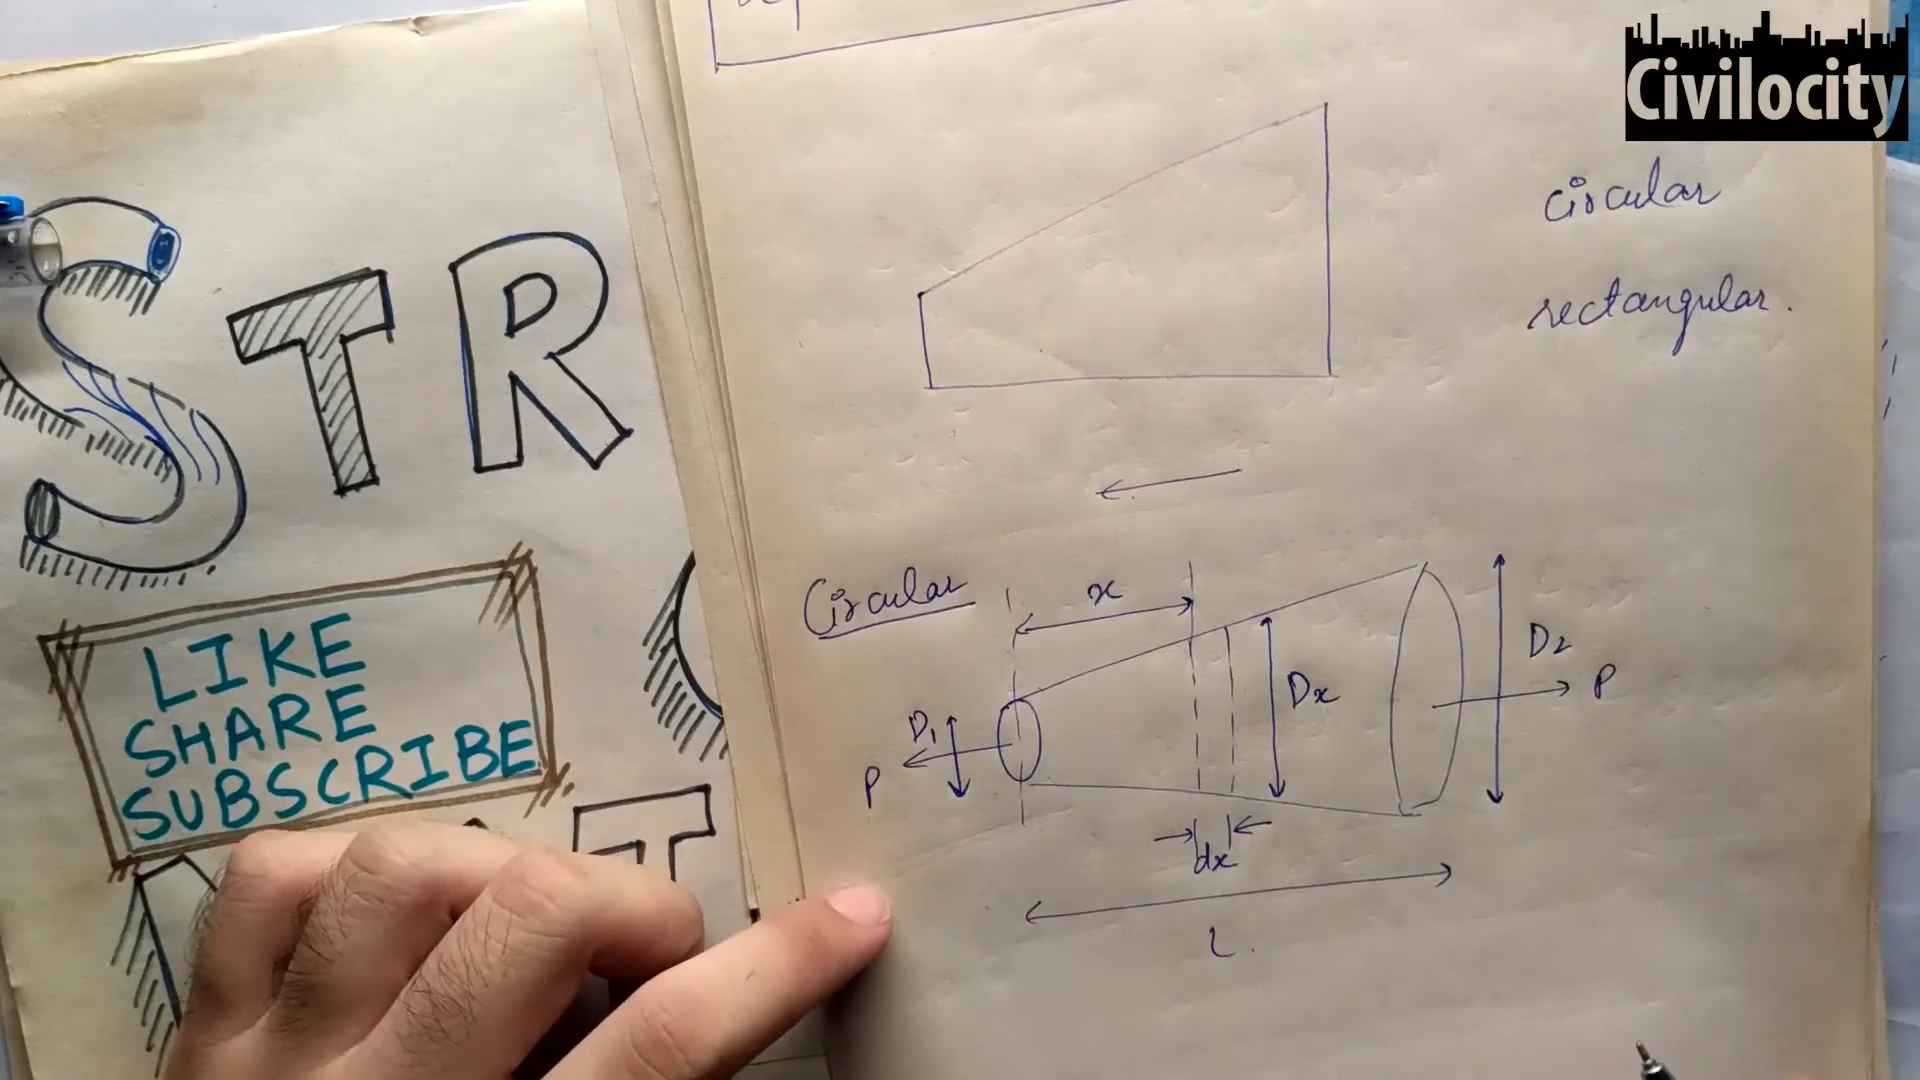 Civilocity
STR
LIKE
SHARE
SUBSCRIBE
T
circular
rectangular.
Circular
x
D1
P
Dx
D2
P
dx
L.